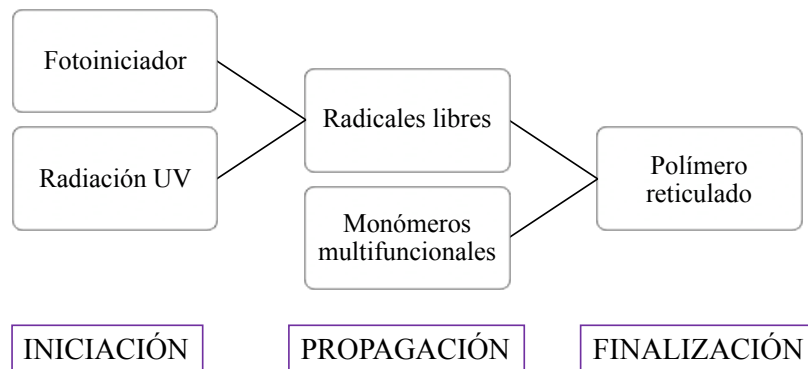 Fotoiniciador
Radiación UV
Radicales libres
Monómeros
multifuncionales
Polímero
reticulado
INICIACIÓN
PROPAGACIÓN
FINALIZACIÓN